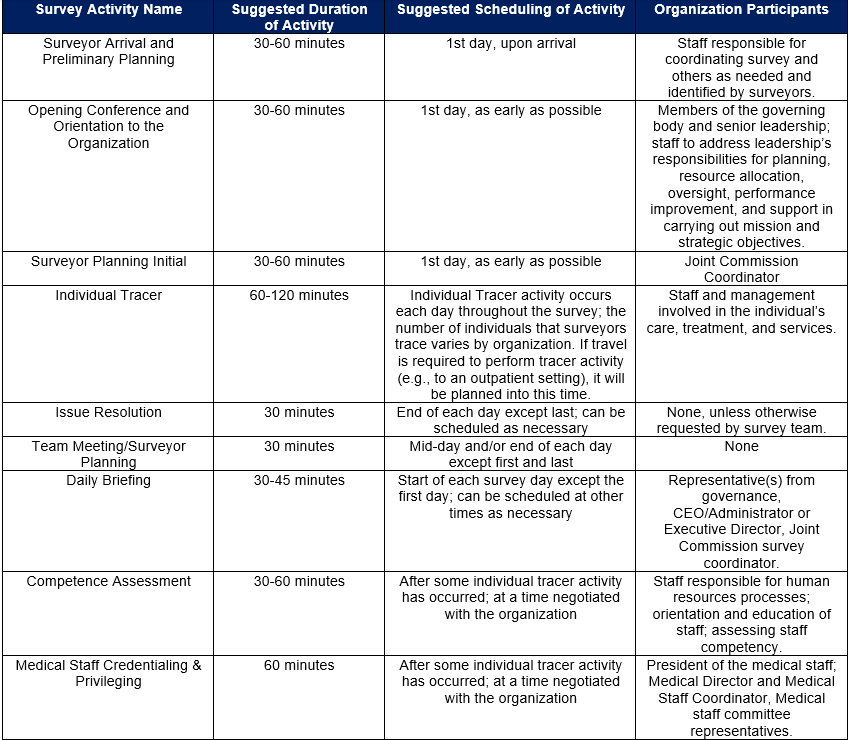 Survey Activity Name
Suggested Duration
of Activity
Suggested Scheduling of Activity
Organization Participants
Surveyor Arrival and
Preliminary Planning
30-60 minutes
1st day, upon arrival
Staff responsible for
coordinating survey and
others as needed and
identified by surveyors.
Opening Conference and
Orientation to the
Organization
30-60 minutes
1st day, as early as possible
Members of the governing
body and senior leadership;
staff to address leadership's
responsibilities for planning,
resource allocation,
oversight, performance
improvement, and support in
carrying out mission and
strategic objectives.
Surveyor Planning Initial
30-60 minutes
1st day, as early as possible
Joint Commission
Coordinator
Individual Tracer
60-120 minutes
Individual Tracer activity occurs
each day throughout the survey; the
number of individuals that surveyors
trace varies by organization. If travel
is required to perform tracer activity
(e.g., to an outpatient setting), it will
be planned into this time.
Staff and management
involved in the individual's
care, treatment, and services.
Issue Resolution
30 minutes
End of each day except last; can be
scheduled as necessary
None, unless otherwise
requested by survey team.
Team Meeting/Surveyor
Planning
30 minutes
Mid-day and/or end of each day
except first and last
None
Daily Briefing
30-45 minutes
Start of each survey day except the
first day; can be scheduled at other
times as necessary
Representative(s) from
governance,
CEO/Administrator or
Executive Director, Joint
Commission survey
coordinator.
Competence Assessment
30-60 minutes
After some individual tracer activity
has occurred; at a time negotiated
with the organization
Staff responsible for human
resources processes;
orientation and education of
staff; assessing staff
competency.
Medical Staff Credentialing &
Privileging
60 minutes
After some individual tracer activity
has occurred; at a time negotiated
with the organization
President of the medical staff;
Medical Director and Medical
Staff Coordinator, Medical
staff committee
representatives.